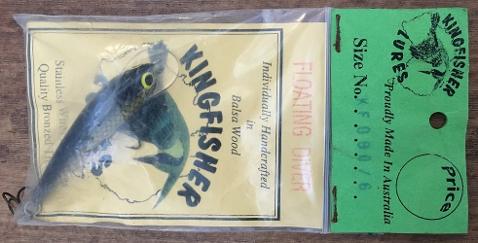 KINGFISHER
LURES
Proudly Made In Australia
Size No. KF090/6
Price
FLOATING DIVER
Individually Handcrafted
in
Balsa Wood
KINGFISHER
Stainless Wire
Quality Bronzed